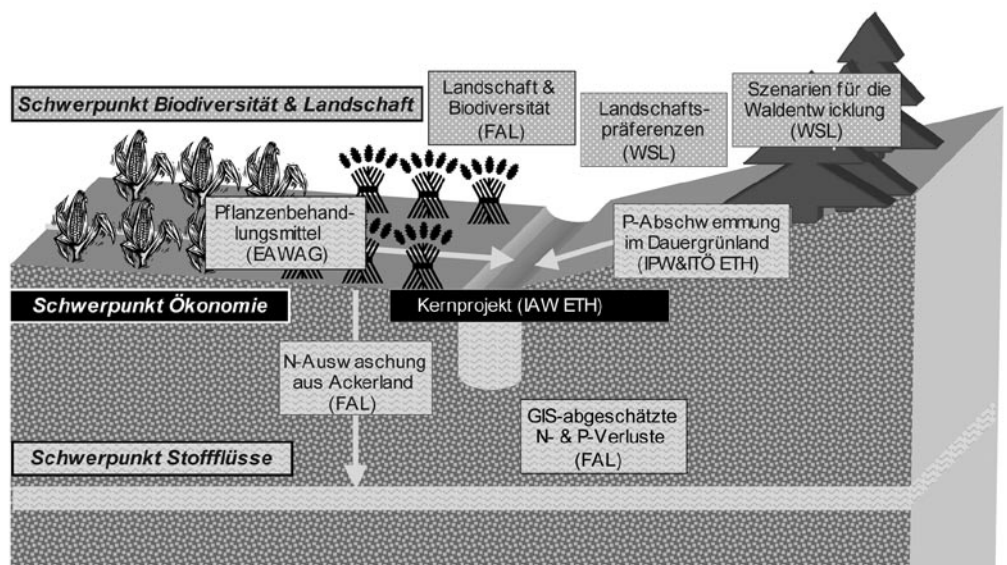 Schwerpunkt Biodiversität & Landschaft
Landschaft &
Biodiversität
(FAL)
Landschafts-
präferenzen
(WSL)
Szenarien für die
Waldentwicklung
(WSL)
Pflanzenbehand-
lungsmittel
(EAWAG)
P-Abschwemmung
im Dauergrünland
(IPW&ITÖ ETH)
Schwerpunkt Ökonomie
Kernprojekt (IAW ETH)
N-Auswaschung
aus Ackerland
(FAL)
GIS-abgeschätzte
N- & P-Verluste
(FAL)
Schwerpunkt Stoffflüsse